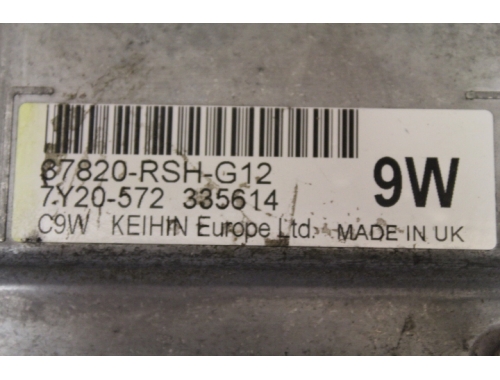 37820-RSH-G12
7Y20-572 335614
9W
C9W KEIHIN Europe Ltd. MADE IN UK